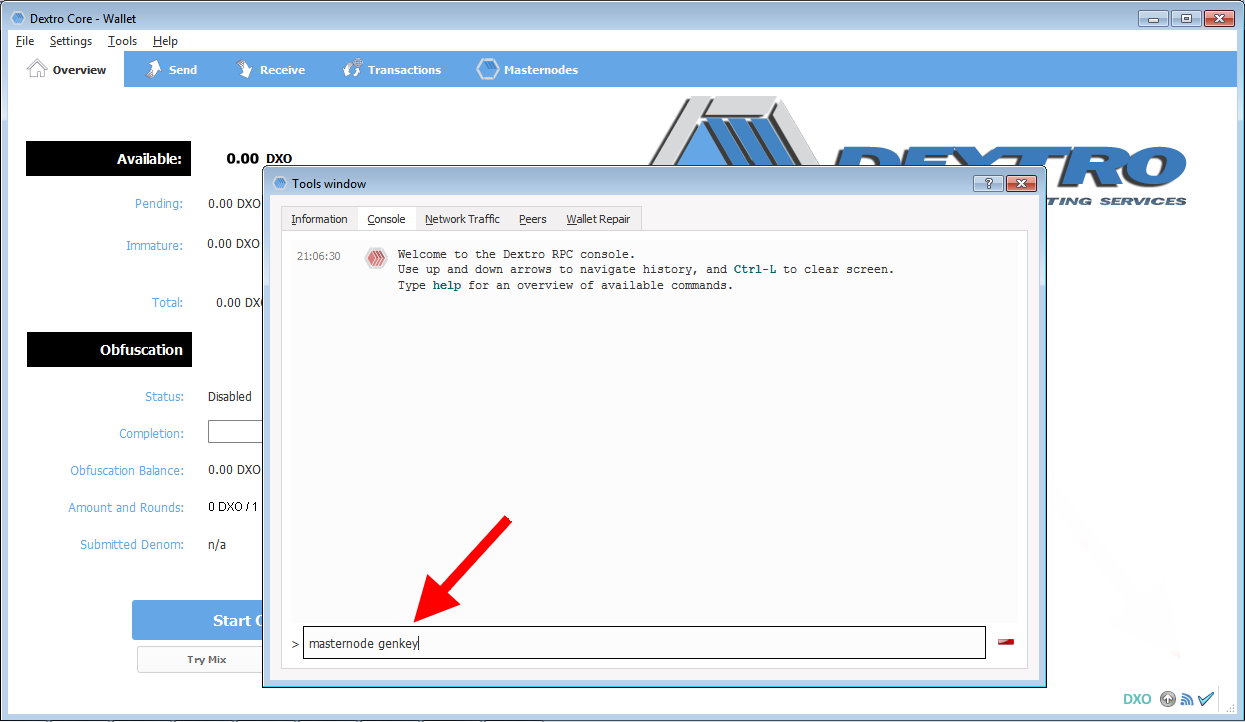 Dextro Core - Wallet
File Settings Tools Help
Overview Send Receive Transactions Masternodes
DEXTRO
TING SERVICES
Available: 0.00 DXO
Pending: 0.00 DXO
Immature: 0.00 DXO
Total: 0.00 DX
Obfuscation
Status: Disabled
Completion:
Obfuscation Balance: 0.00 DXO
Amount and Rounds: 0 DXO / 1
Submitted Denom: n/a
Start
Try Mix
Tools window
?
Information Console Network Traffic Peers Wallet Repair
21:06:30 Welcome to the Dextro RPC console.
Use up and down arrows to navigate history, and Ctrl-L to clear screen.
Type help for an overview of available commands.
> masternode genkey
DXO